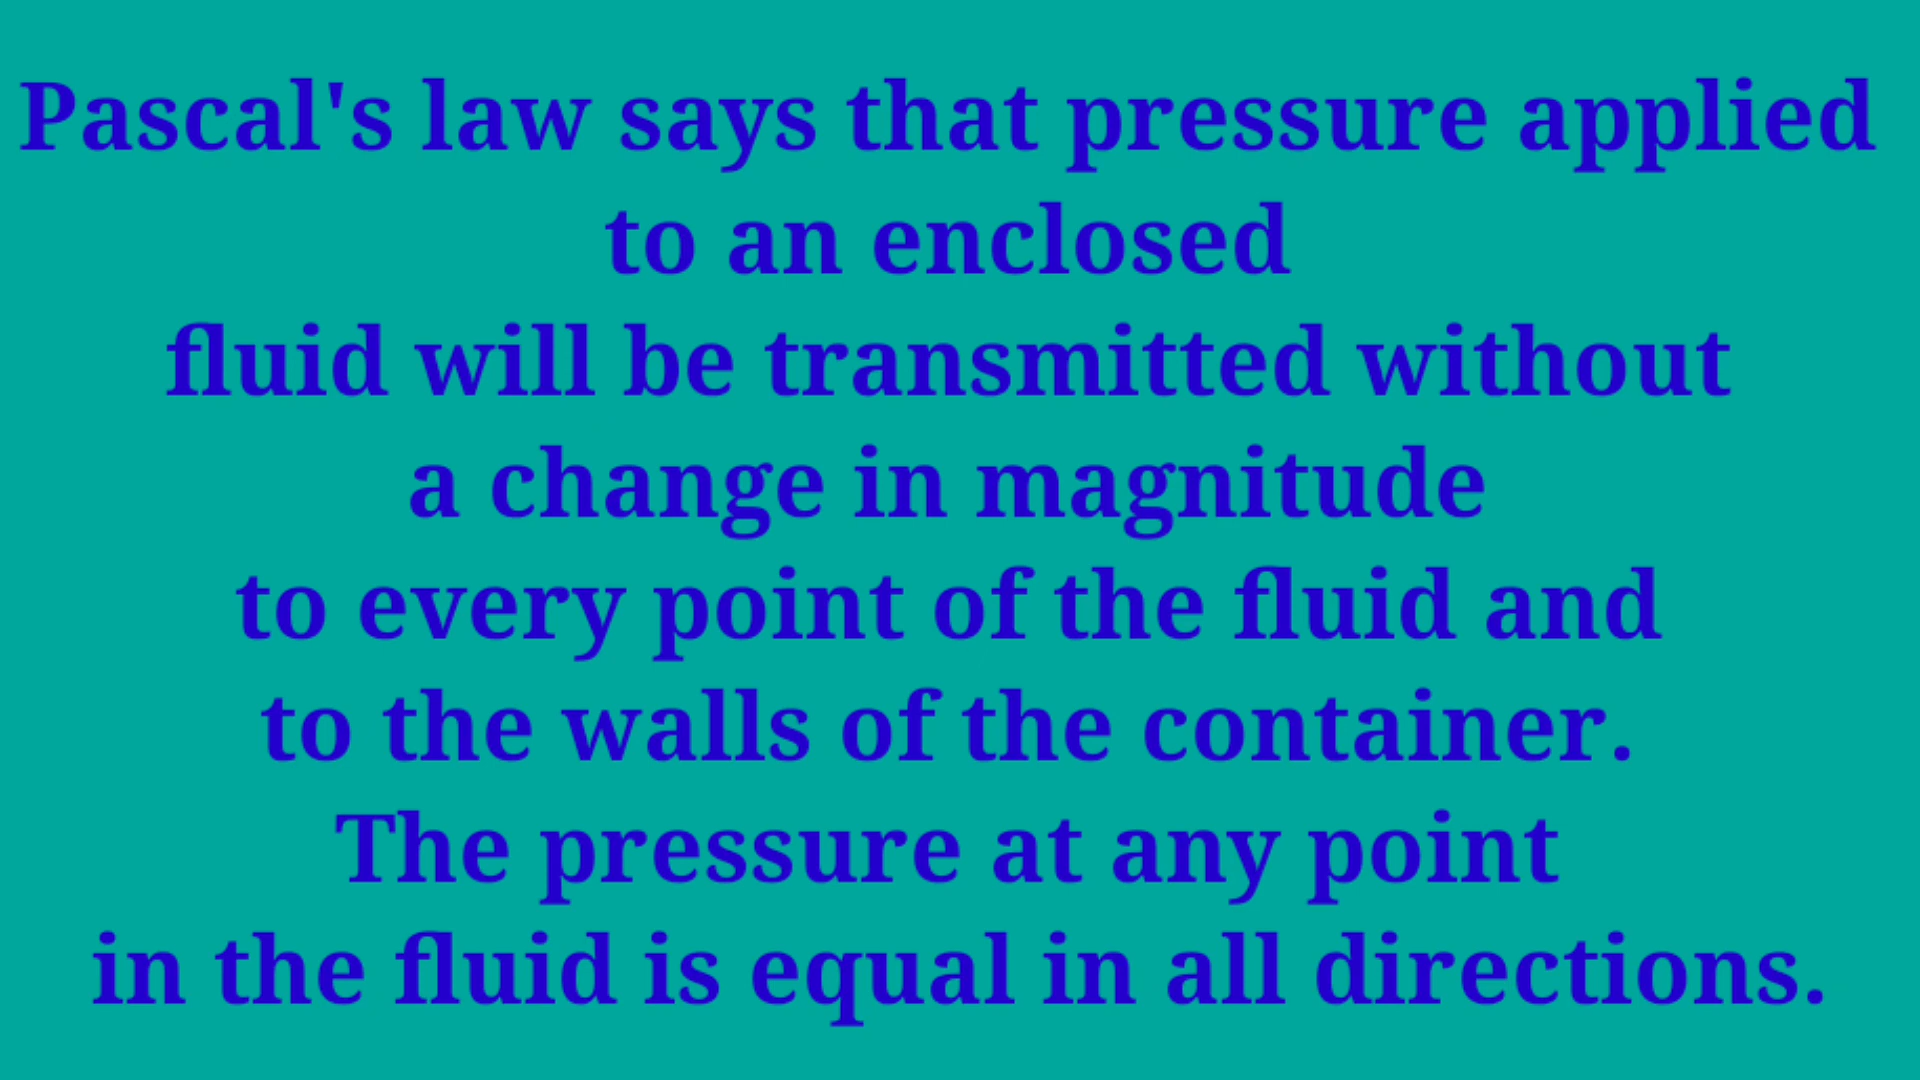 Pascal's law says that pressure applied
to an enclosed
fluid will be transmitted without
a change in magnitude
to every point of the fluid and
to the walls of the container.
The pressure at any point
in the fluid is equal in all directions.